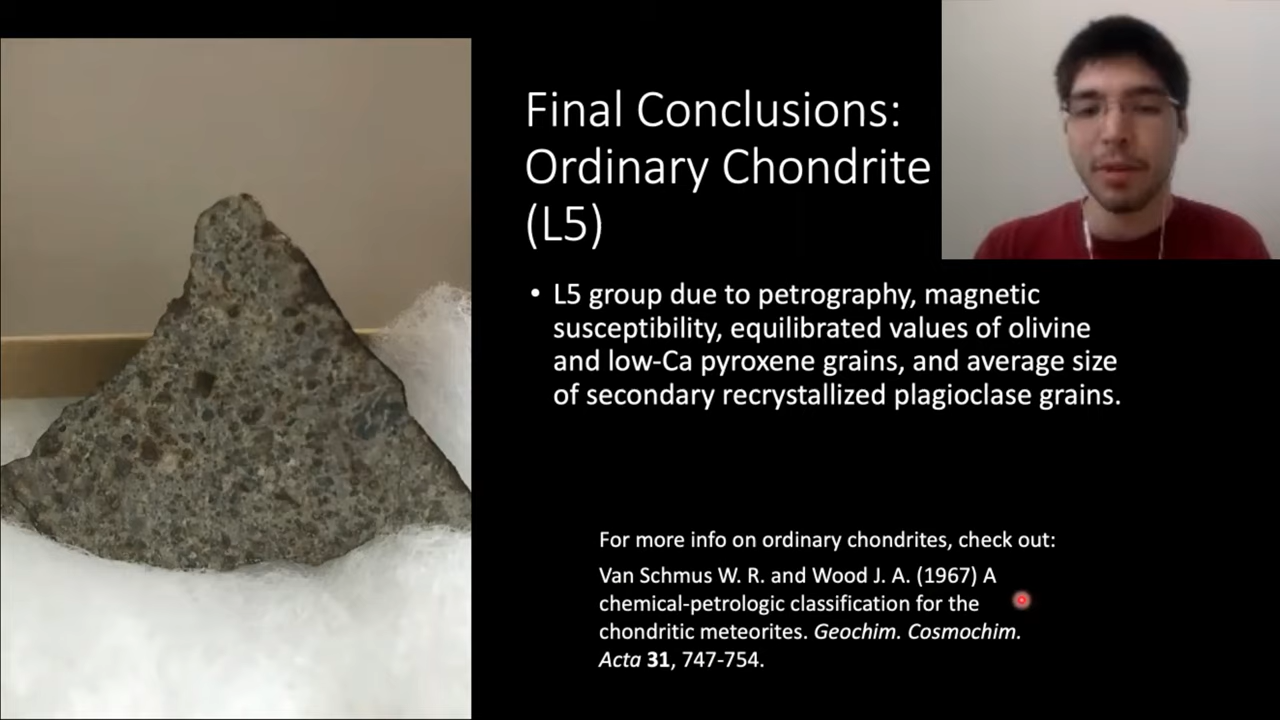 Final Conclusions:
Ordinary Chondrite
(L5)
• L5 group due to petrography, magnetic
susceptibility, equilibrated values of olivine
and low-Ca pyroxene grains, and average size
of secondary recrystallized plagioclase grains.
For more info on ordinary chondrites, check out:
Van Schmus W. R. and Wood J. A. (1967) A
chemical-petrologic classification for the
chondritic meteorites. Geochim. Cosmochim.
Acta 31, 747-754.